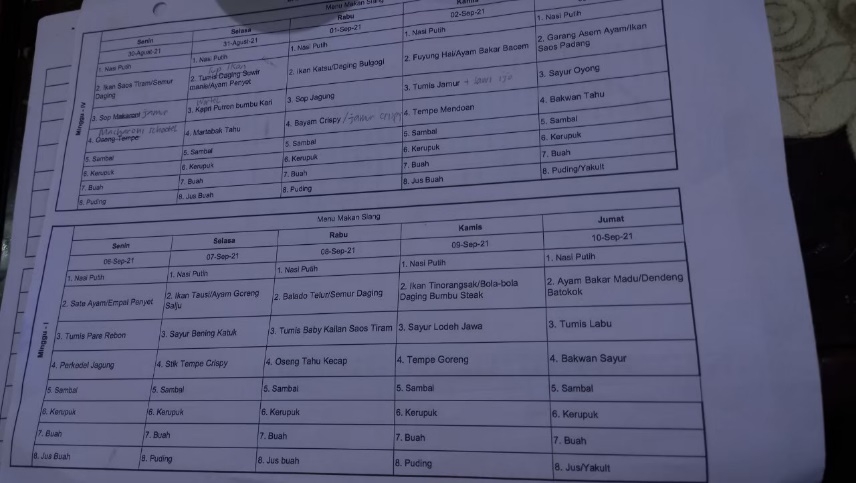 Menu Makan Siang
Senin
Selasa
Rabu
Kamis
30-Agust-21
31-Agust-21
01-Sep-21
02-Sep-21
Minggu - IV
1. Nasi Putih
1. Nasi Putih
1. Nasi Putih
1. Nasi Putih
1. Nasi Putih
2. Ikan Saos Tiram/Semur Daging
2. Tumis Daging Sowir manis/Ayam Penyet
2. Ikan Katsu/Daging Bulgogi
2. Fuyung Hai/Ayam Bakar Bacem
2. Garang Asem Ayam/Ikan Saos Padang
3. Sop Makaroni jamur
3. Kapri Putren bumbu Kari
wortel
3. Sop Jagung
3. Tumis Jamur +
3. Sayur Oyong
4. Oseng Tempe
Macaroni schootel
4. Martabak Tahu
4. Bayam Crispy /jamur crispy
4. Tempe Mendoan
4. Bakwan Tahu
5. Sambal
5. Sambal
5. Sambal
5. Sambal
5. Sambal
6. Kerupuk
6. Kerupuk
6. Kerupuk
6. Kerupuk
6. Kerupuk
7. Buah
7. Buah
7. Buah
7. Buah
7. Buah
8. Puding
8. Jus Buah
8. Puding
8. Jus Buah
8. Puding/Yakult
Menu Makan Siang
Senin
Selasa
Rabu
Kamis
Jumat
06-Sep-21
07-Sep-21
08-Sep-21
09-Sep-21
10-Sep-21
Minggu - I
1. Nasi Putih
1. Nasi Putih
1. Nasi Putih
1. Nasi Putih
1. Nasi Putih
2. Sate Ayam/Empal Penyet
2. Ikan Tausi/Ayam Goreng Salju
2. Balado Telur/Semur Daging
2. Ikan Tinorangsak/Bola-bola Daging Bumbu Steak
2. Ayam Bakar Madu/Dendeng Batokok
3. Tumis Pare Rebon
3. Sayur Bening Katuk
3. Tumis Baby Kailan Saos Tiram
3. Sayur Lodeh Jawa
3. Tumis Labu
4. Perkedel Jagung
4. Stik Tempe Crispy
4. Oseng Tahu Kecap
4. Tempe Goreng
4. Bakwan Sayur
5. Sambal
5. Sambal
5. Sambal
5. Sambal
5. Sambal
6. Kerupuk
6. Kerupuk
6. Kerupuk
6. Kerupuk
6. Kerupuk
7. Buah
7. Buah
7. Buah
7. Buah
7. Buah
8. Jus Buah
8. Puding
8. Jus buah
8. Puding
8. Jus/Yakult